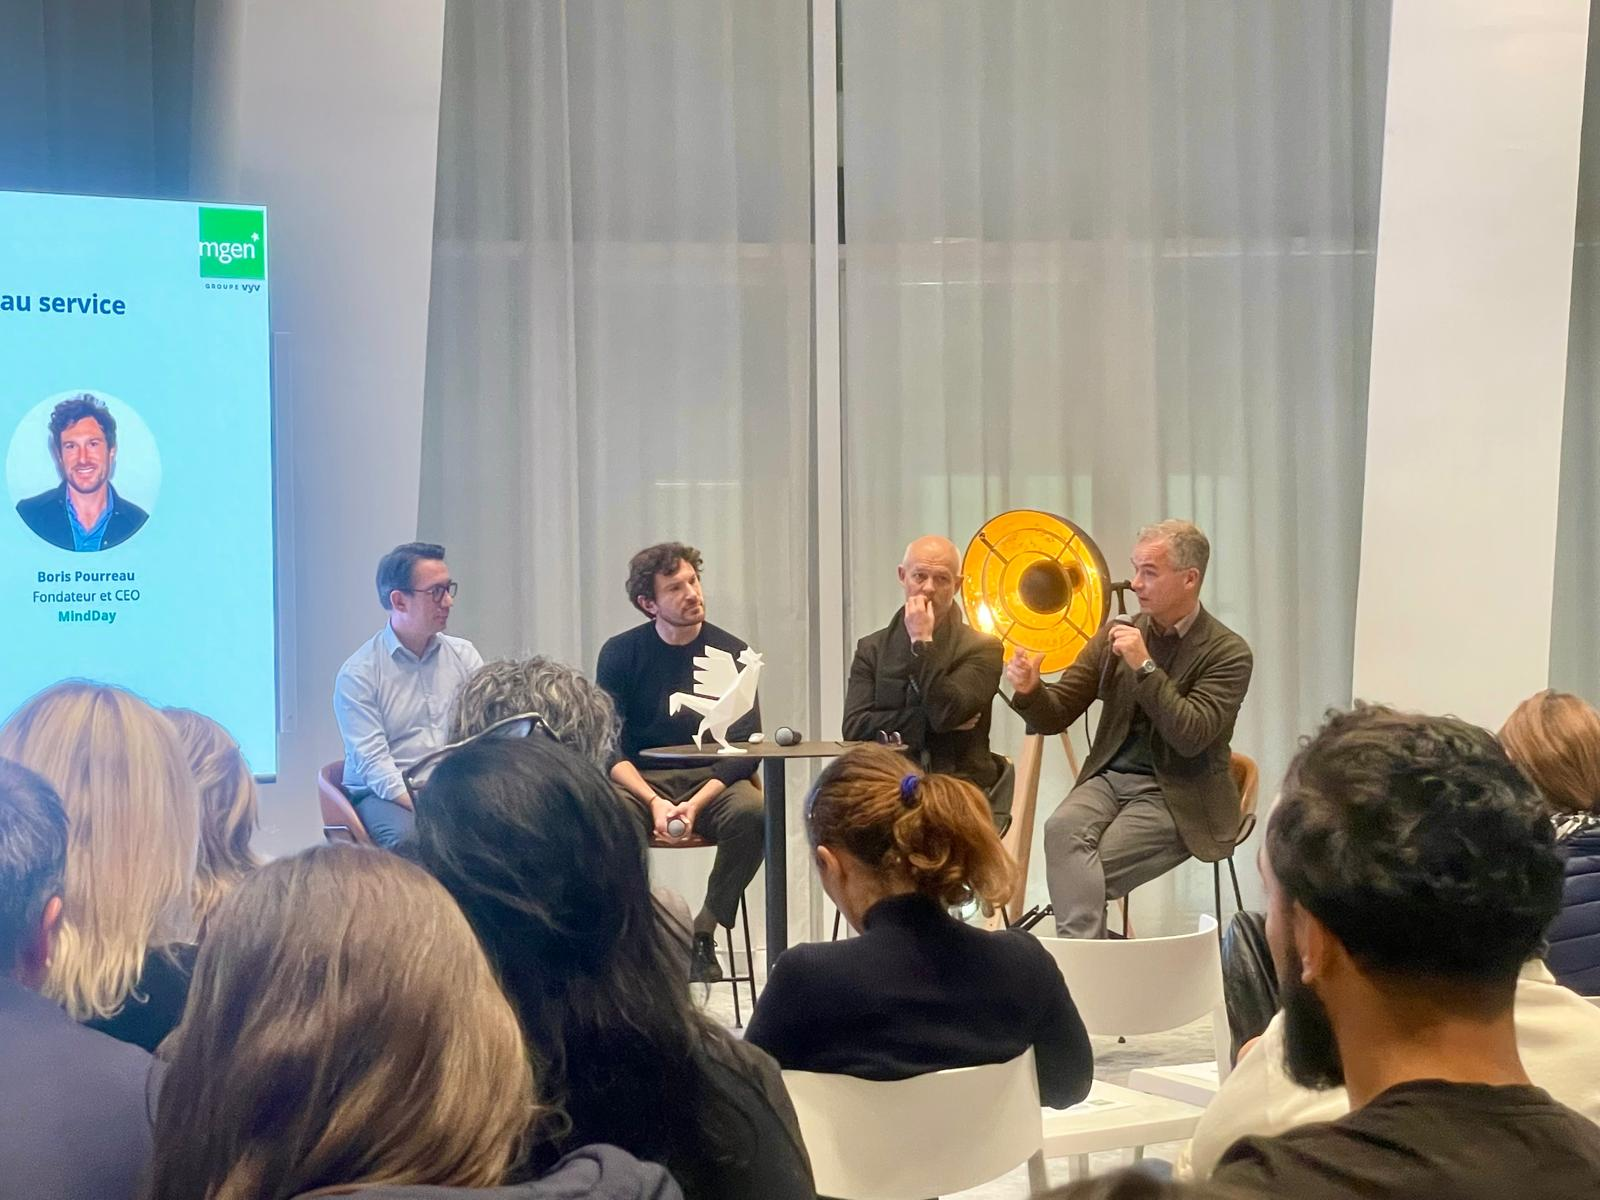 mgen*
GROUPE vyv
au service
Boris Pourreau
Fondateur et CEO
MindDay